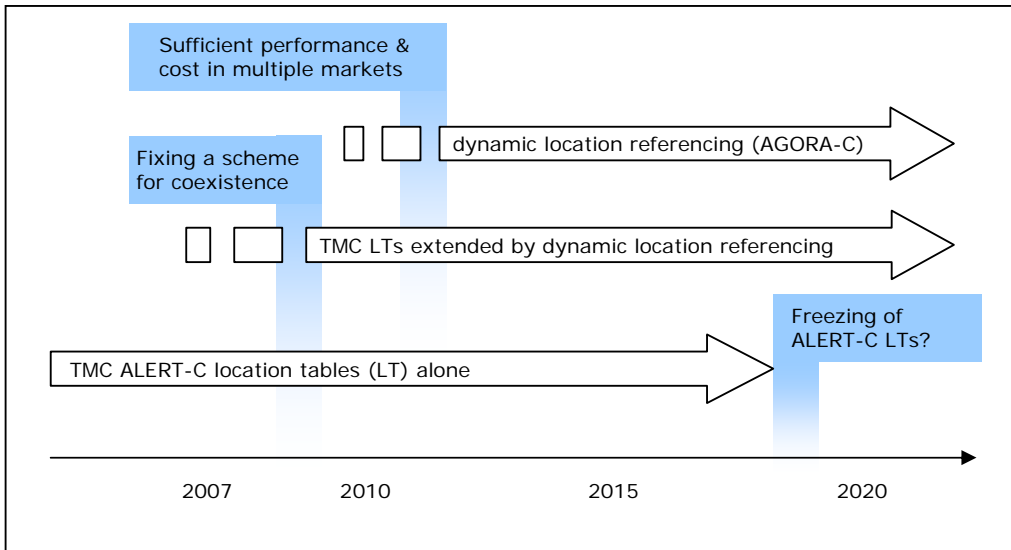 Sufficient performance &
cost in multiple markets
dynamic location referencing (AGORA-C)
Fixing a scheme
for coexistence
TMC LTs extended by dynamic location referencing
Freezing of
ALERT-C LTs?
TMC ALERT-C location tables (LT) alone
2007 2010 2015 2020